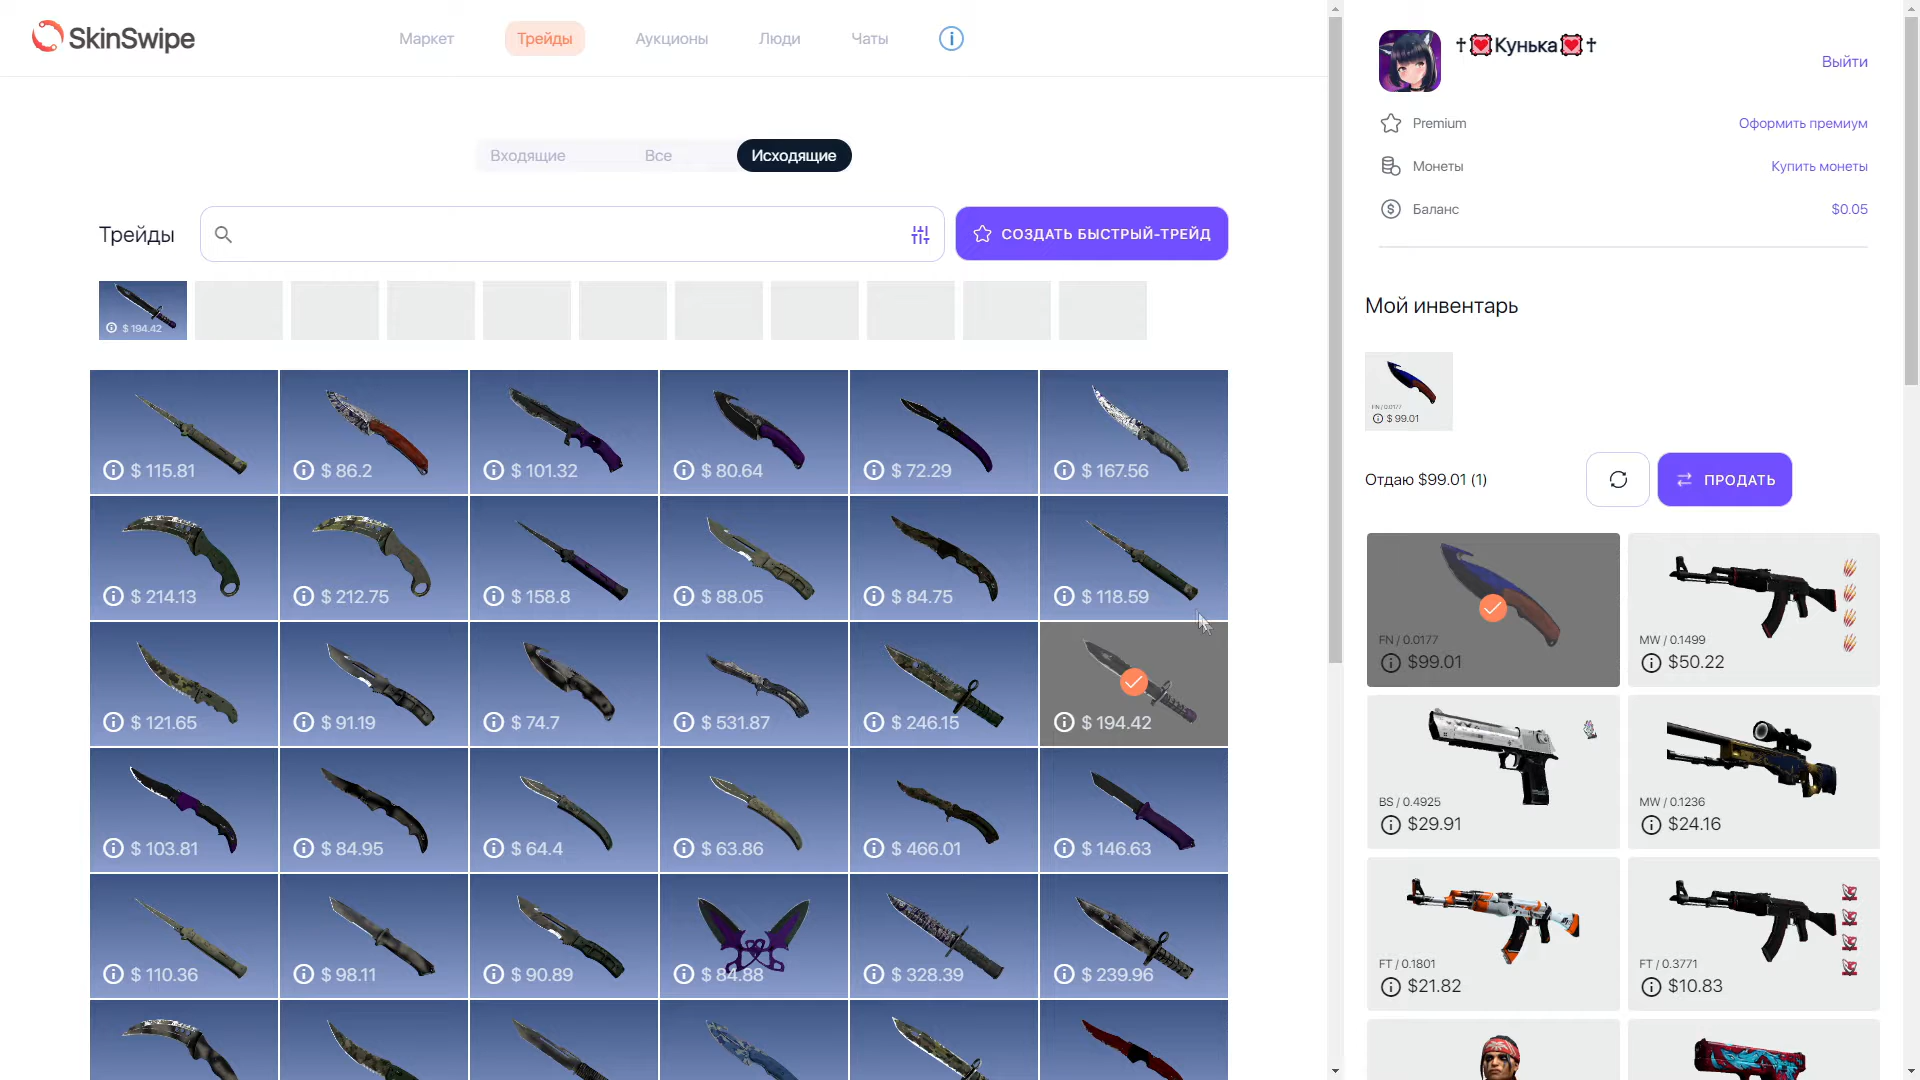 SkinSwipe
Маркет
Трейды
Аукционы
Люди
Чаты
Входящие
Все
Исходящие
Трейды
СОЗДАТЬ БЫСТРЫЙ-ТРЕЙД
$ 194.42
$ 115.81
$ 86.2
$ 101.32
$ 80.64
$ 72.29
$ 167.56
$ 214.13
$ 212.75
$ 158.8
$ 88.05
$ 84.75
$ 118.59
$ 121.65
$ 91.19
$ 74.7
$ 531.87
$ 246.15
$ 194.42
$ 103.81
$ 84.95
$ 64.4
$ 63.86
$ 466.01
$ 146.63
$ 110.36
$ 98.11
$ 90.89
$ 84.88
$ 328.39
$ 239.96
†💌Кунька💌†
Выйти
Premium
Оформить премиум
Монеты
Купить монеты
Баланс
$0.05
Мой инвентарь
FN / 0.0177
$ 99.01
Отдаю $99.01 (1)
ПРОДАТЬ
FN / 0.0177
$99.01
MW / 0.1499
$50.22
BS / 0.4925
$29.91
MW / 0.1236
$24.16
FT / 0.1801
$21.82
FT / 0.3771
$10.83